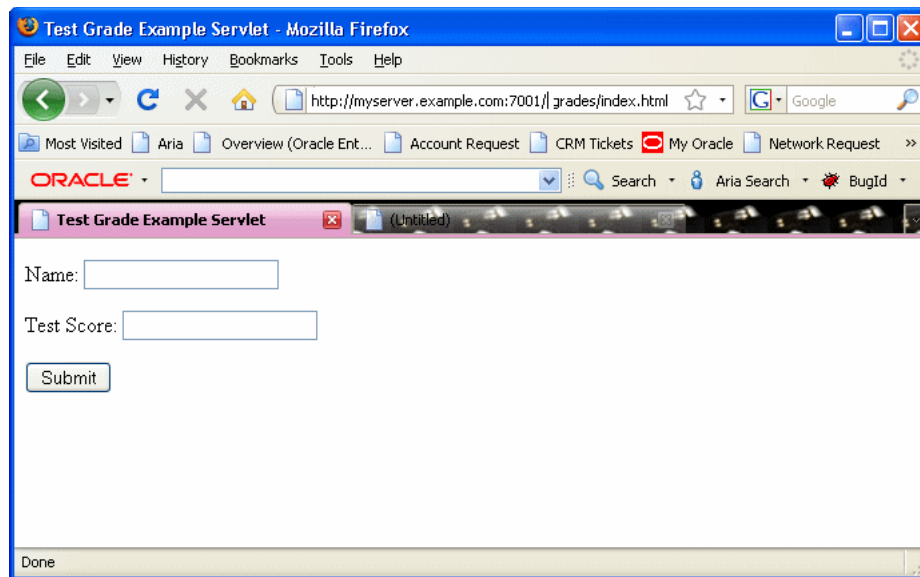 Test Grade Example Servlet - Mozilla Firefox
File Edit View History Bookmarks Tools Help
http://myserver.example.com:7001/ grades/index.html G Google
Most Visited Aria Overview (Oracle Ent... Account Request CRM Tickets My Oracle Network Request »
ORACLE Search Aria Search BugId
Test Grade Example Servlet (Untitled)
Name:
Test Score:
Submit
Done